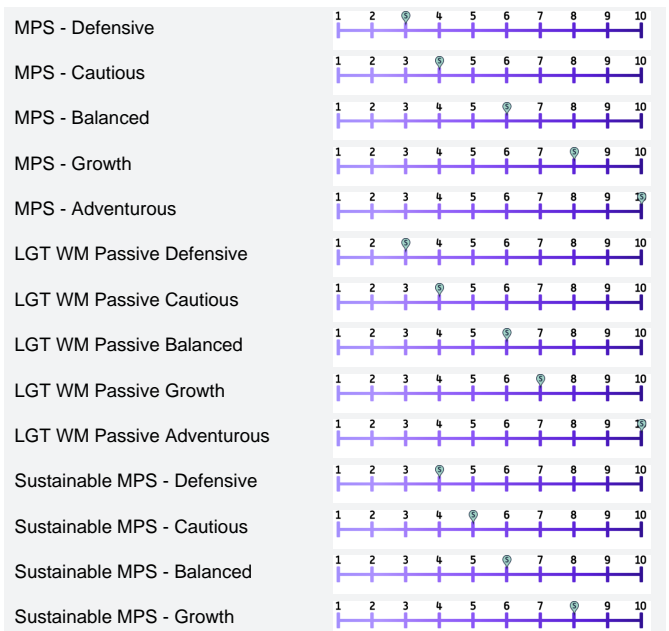 MPS - Defensive 1 2 S 4 5 6 7 8 9 10
MPS - Cautious 1 2 3 S 5 6 7 8 9 10
MPS - Balanced 1 2 3 4 5 S 7 8 9 10
MPS - Growth 1 2 3 4 5 6 7 S 9 10
MPS - Adventurous 1 2 3 4 5 6 7 8 9 S
LGT WM Passive Defensive 1 2 S 4 5 6 7 8 9 10
LGT WM Passive Cautious 1 2 3 S 5 6 7 8 9 10
LGT WM Passive Balanced 1 2 3 4 5 S 7 8 9 10
LGT WM Passive Growth 1 2 3 4 5 6 S 8 9 10
LGT WM Passive Adventurous 1 2 3 4 5 6 7 8 9 S
Sustainable MPS - Defensive 1 2 3 S 5 6 7 8 9 10
Sustainable MPS - Cautious 1 2 3 4 S 6 7 8 9 10
Sustainable MPS - Balanced 1 2 3 4 5 S 7 8 9 10
Sustainable MPS - Growth 1 2 3 4 5 6 7 S 9 10